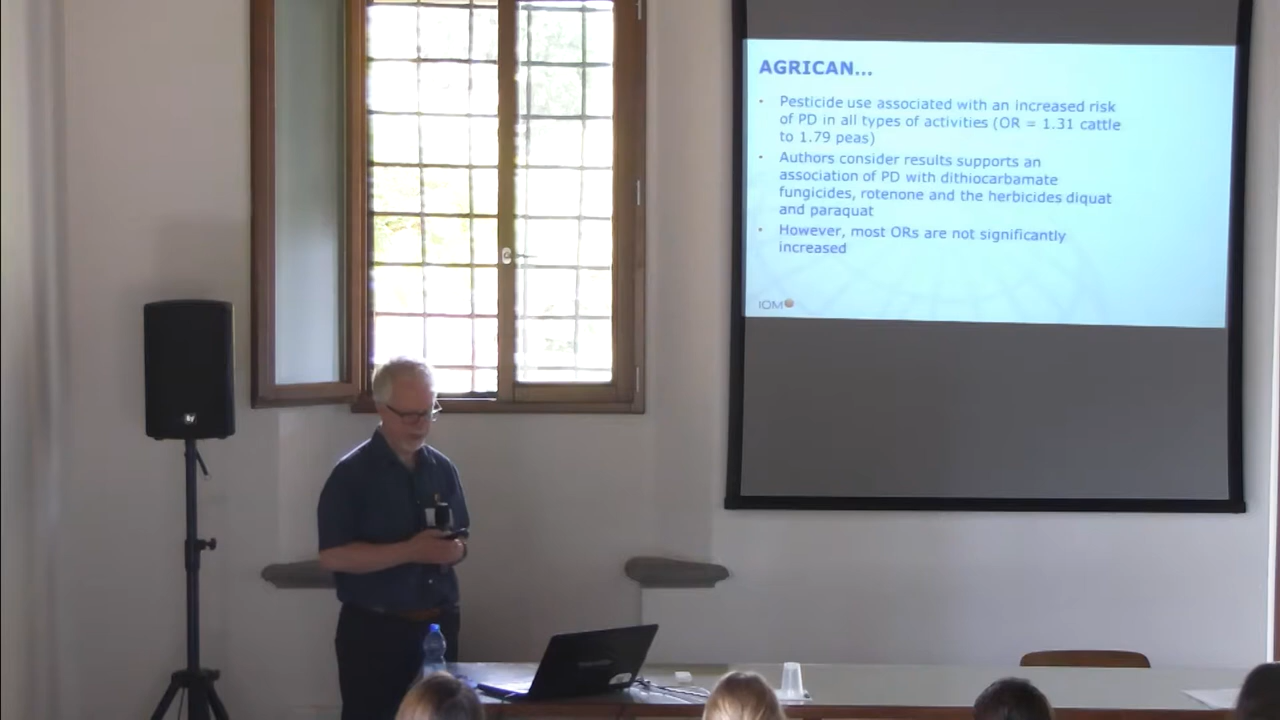 AGRICAN...
• Pesticide use associated with an increased risk
of PD in all types of activities (OR = 1.31 cattle
to 1.79 peas)
• Authors consider results supports an
association of PD with dithiocarbamate
fungicides, rotenone and the herbicides diquat
and paraquat
• However, most ORs are not significantly
increased
IOM